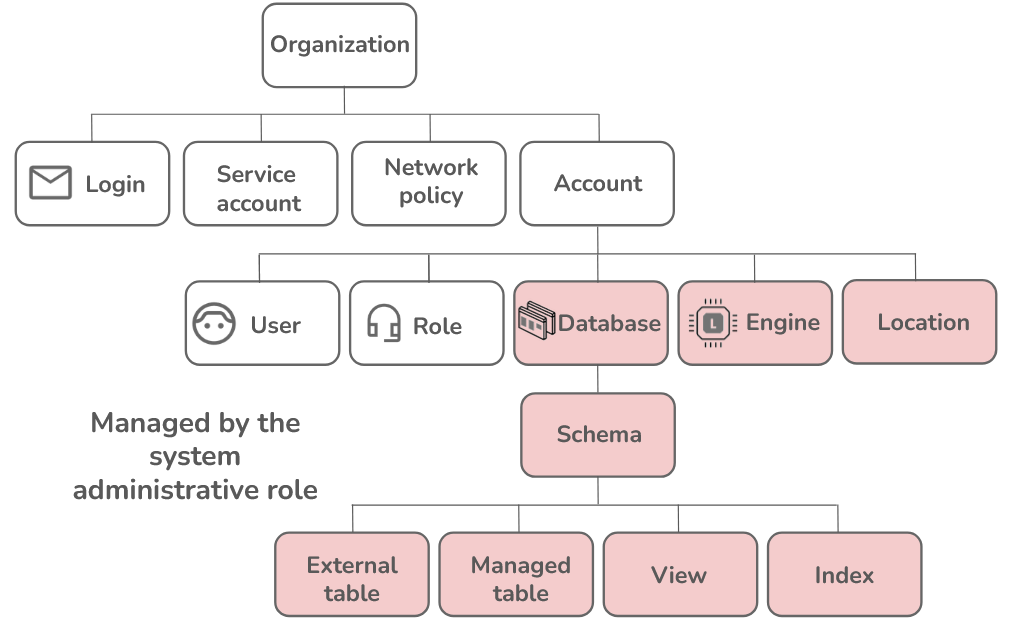 Organization
Login
Service
account
Network
policy
Account
User
Role
Database
L
Engine
Location
Schema
Managed by the
system
administrative role
External
table
Managed
table
View
Index